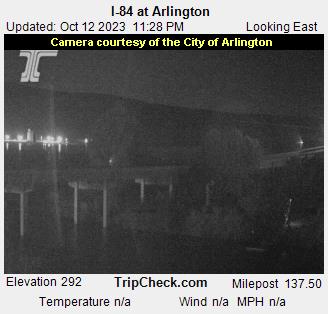 I-84 at Arlington
Updated: Oct 12 2023 11:28 PM Looking East
Camera courtesy of the City of Arlington
Elevation 292 TripCheck.com Milepost 137.50
Temperature n/a Wind n/a MPH n/a